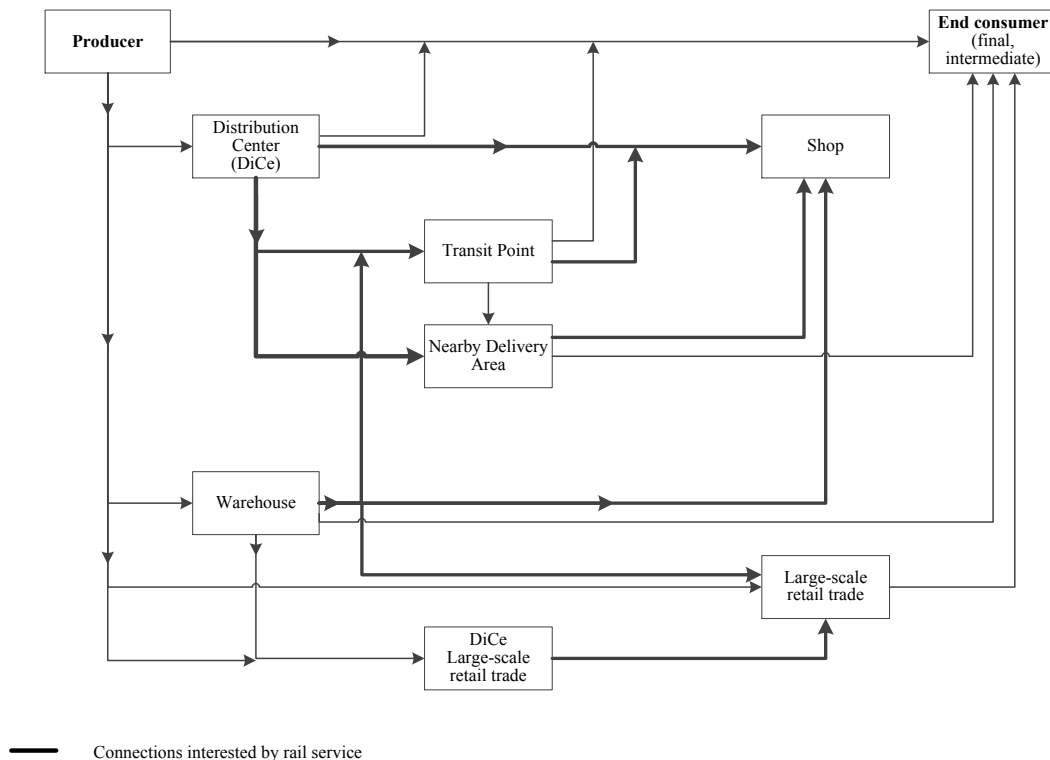 Producer
End consumer
(final,
intermediate)
Distribution
Center
(DiCe)
Shop
Transit Point
Nearby Delivery
Area
Warehouse
Large-scale
retail trade
DiCe
Large-scale
retail trade
Connections interested by rail service